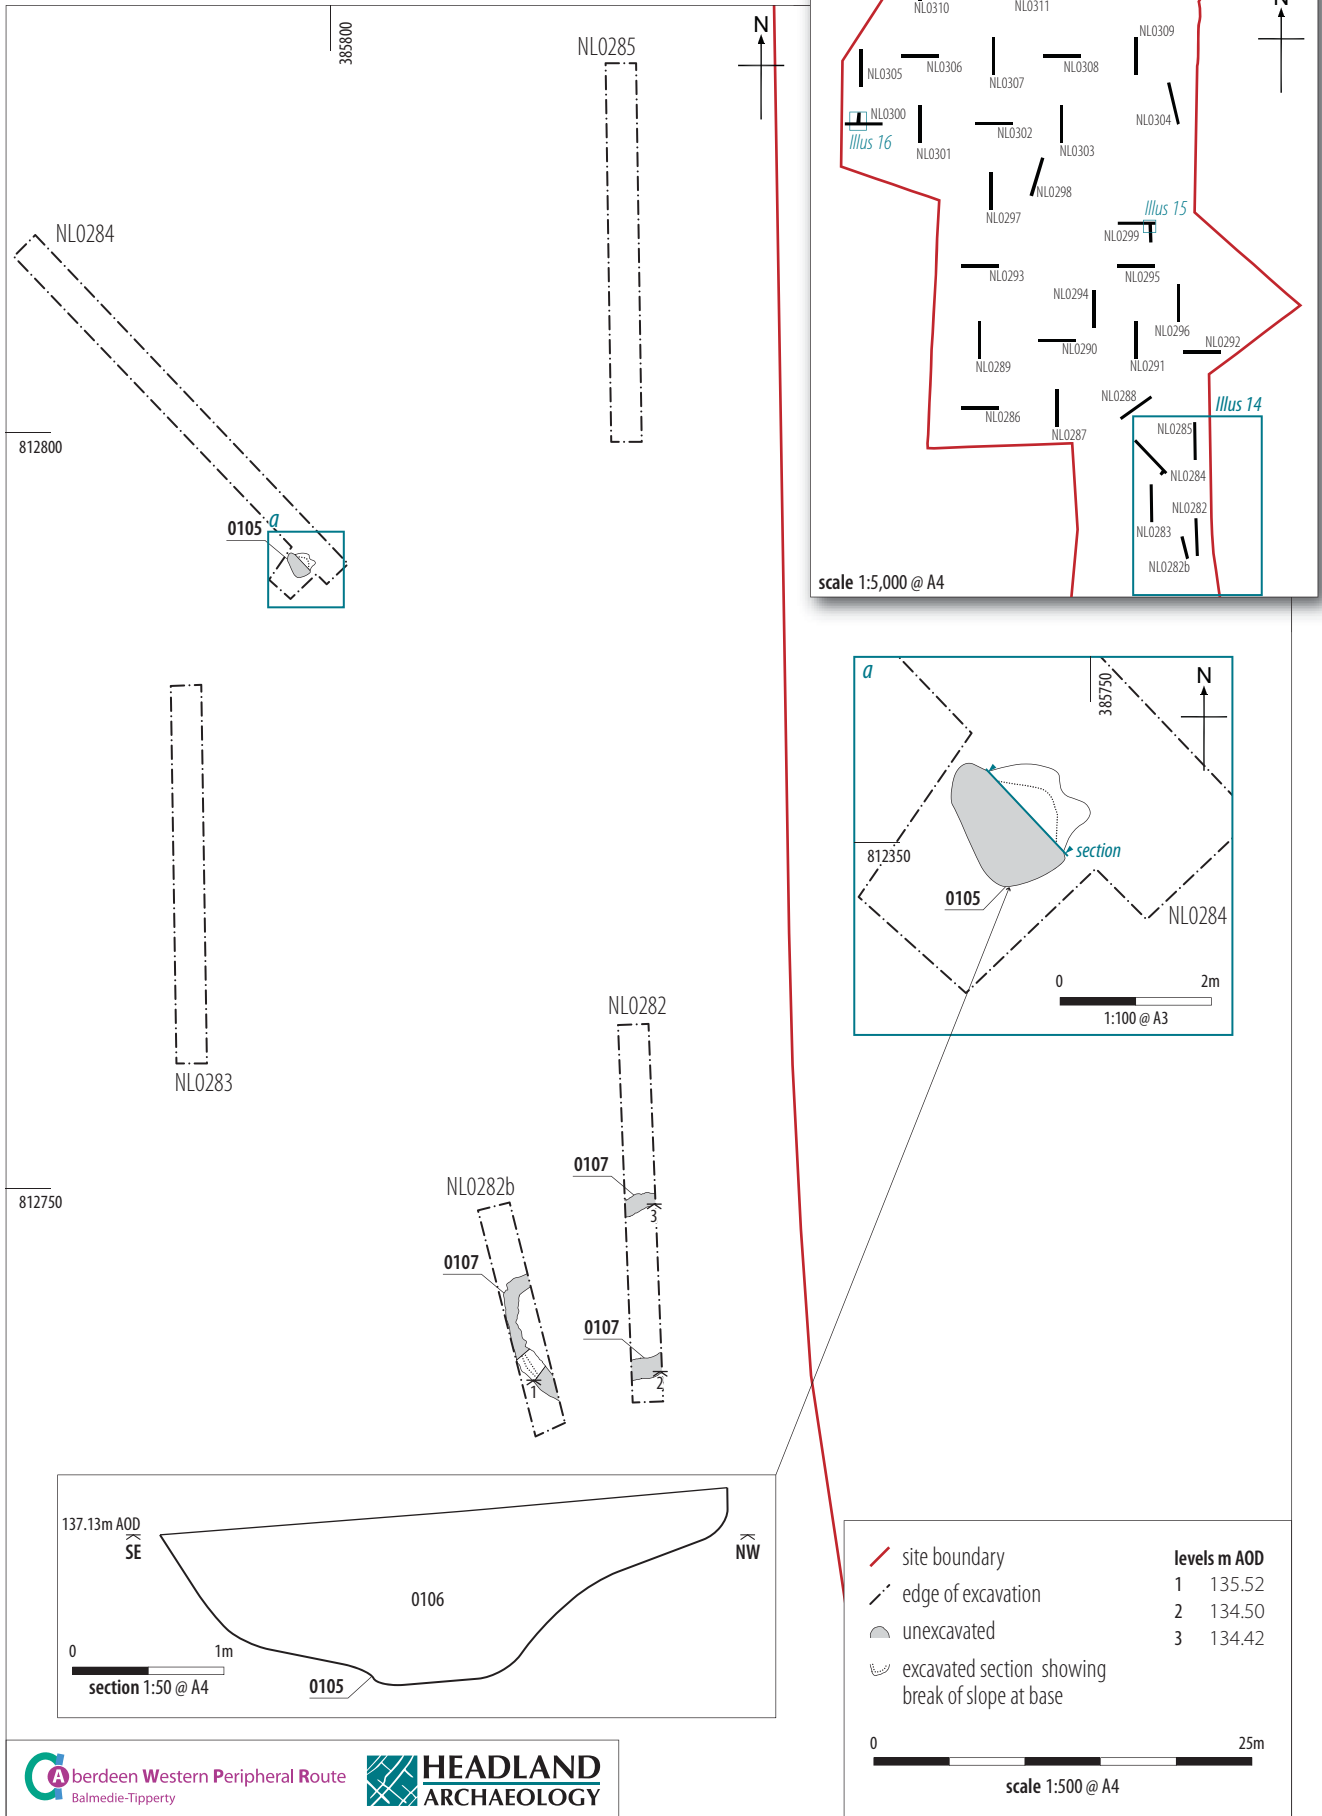 385800
NL0285
N
NL0284
812800
0105
a
NL0283
NL0282
0107
3
812750
NL0282b
0107
0107
1
2
NL0310
NL0311
N
NL0309
NL0305
NL0306
NL0307
NL0308
NL0300
Illus 16
NL0301
NL0302
NL0303
NL0304
NL0298
NL0297
Illus 15
NL0299
NL0293
NL0295
NL0294
NL0296
NL0290
NL0289
NL0291
NL0292
NL0288
Illus 14
NL0286
NL0287
NL0285
NL0284
NL0282
NL0283
NL0282b
scale 1:5,000 @ A4
a
385750
N
812350
section
0105
NL0284
0 2m
1:100 @ A3
137.13m AOD
SE
NW
0106
0 1m
section 1:50 @ A4
0105
site boundary
edge of excavation
unexcavated
excavated section showing
break of slope at base
levels m AOD
1 135.52
2 134.50
3 134.42
0 25m
scale 1:500 @ A4
Aberdeen Western Peripheral Route
Balmedie-Tipperty
HEADLAND
ARCHAEOLOGY